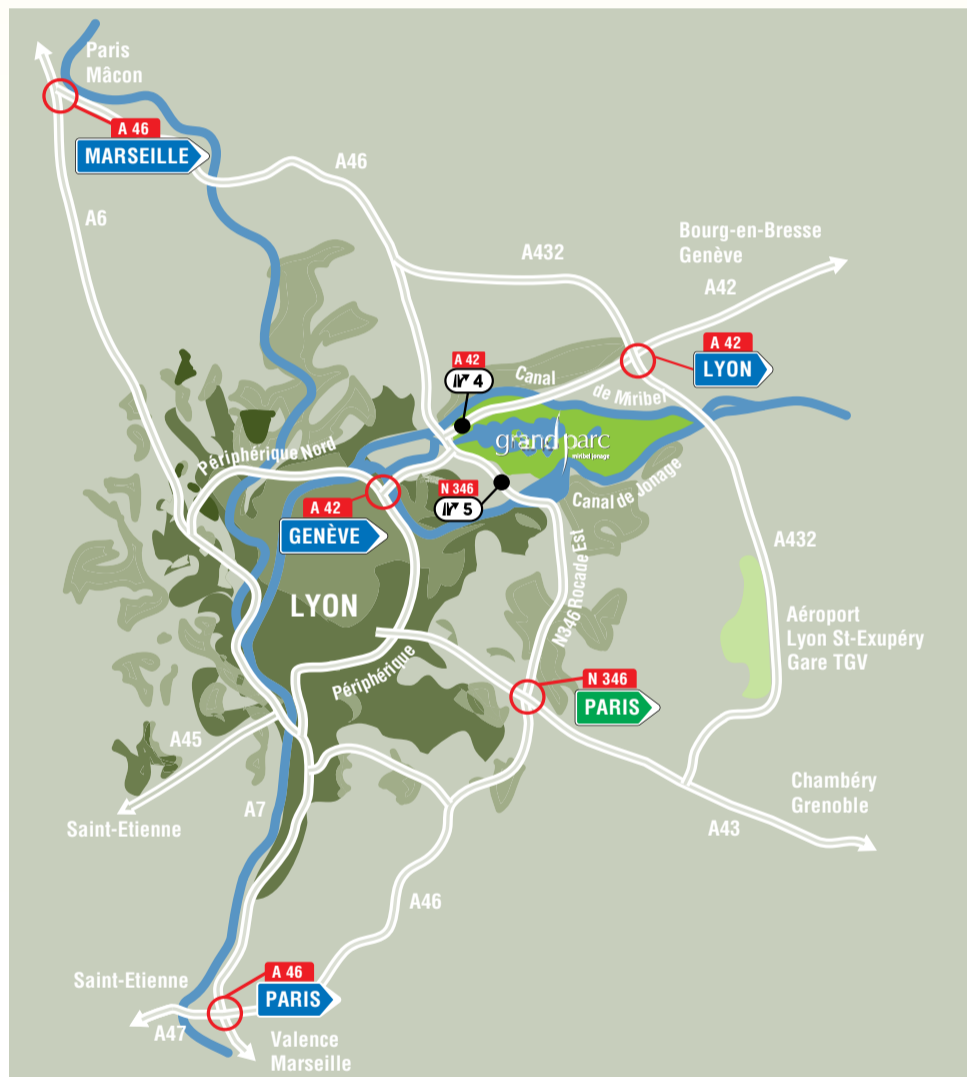 Paris
Mâcon
A 46
MARSEILLE
A46
A6
Bourg-en-Bresse
Genève
A432
A42
A 42
LYON
A 42
4
Canal
de Miribel
grand parc
miribel jonage
Périphérique Nord
N 346
5
Canal de Jonage
A 42
GENÈVE
A432
N346 Rocade Est
LYON
Aéroport
Lyon St-Exupéry
Gare TGV
Périphérique
N 346
PARIS
A45
Chambéry
Grenoble
A7
Saint-Etienne
A43
A46
Saint-Etienne
A 46
PARIS
A47
Valence
Marseille